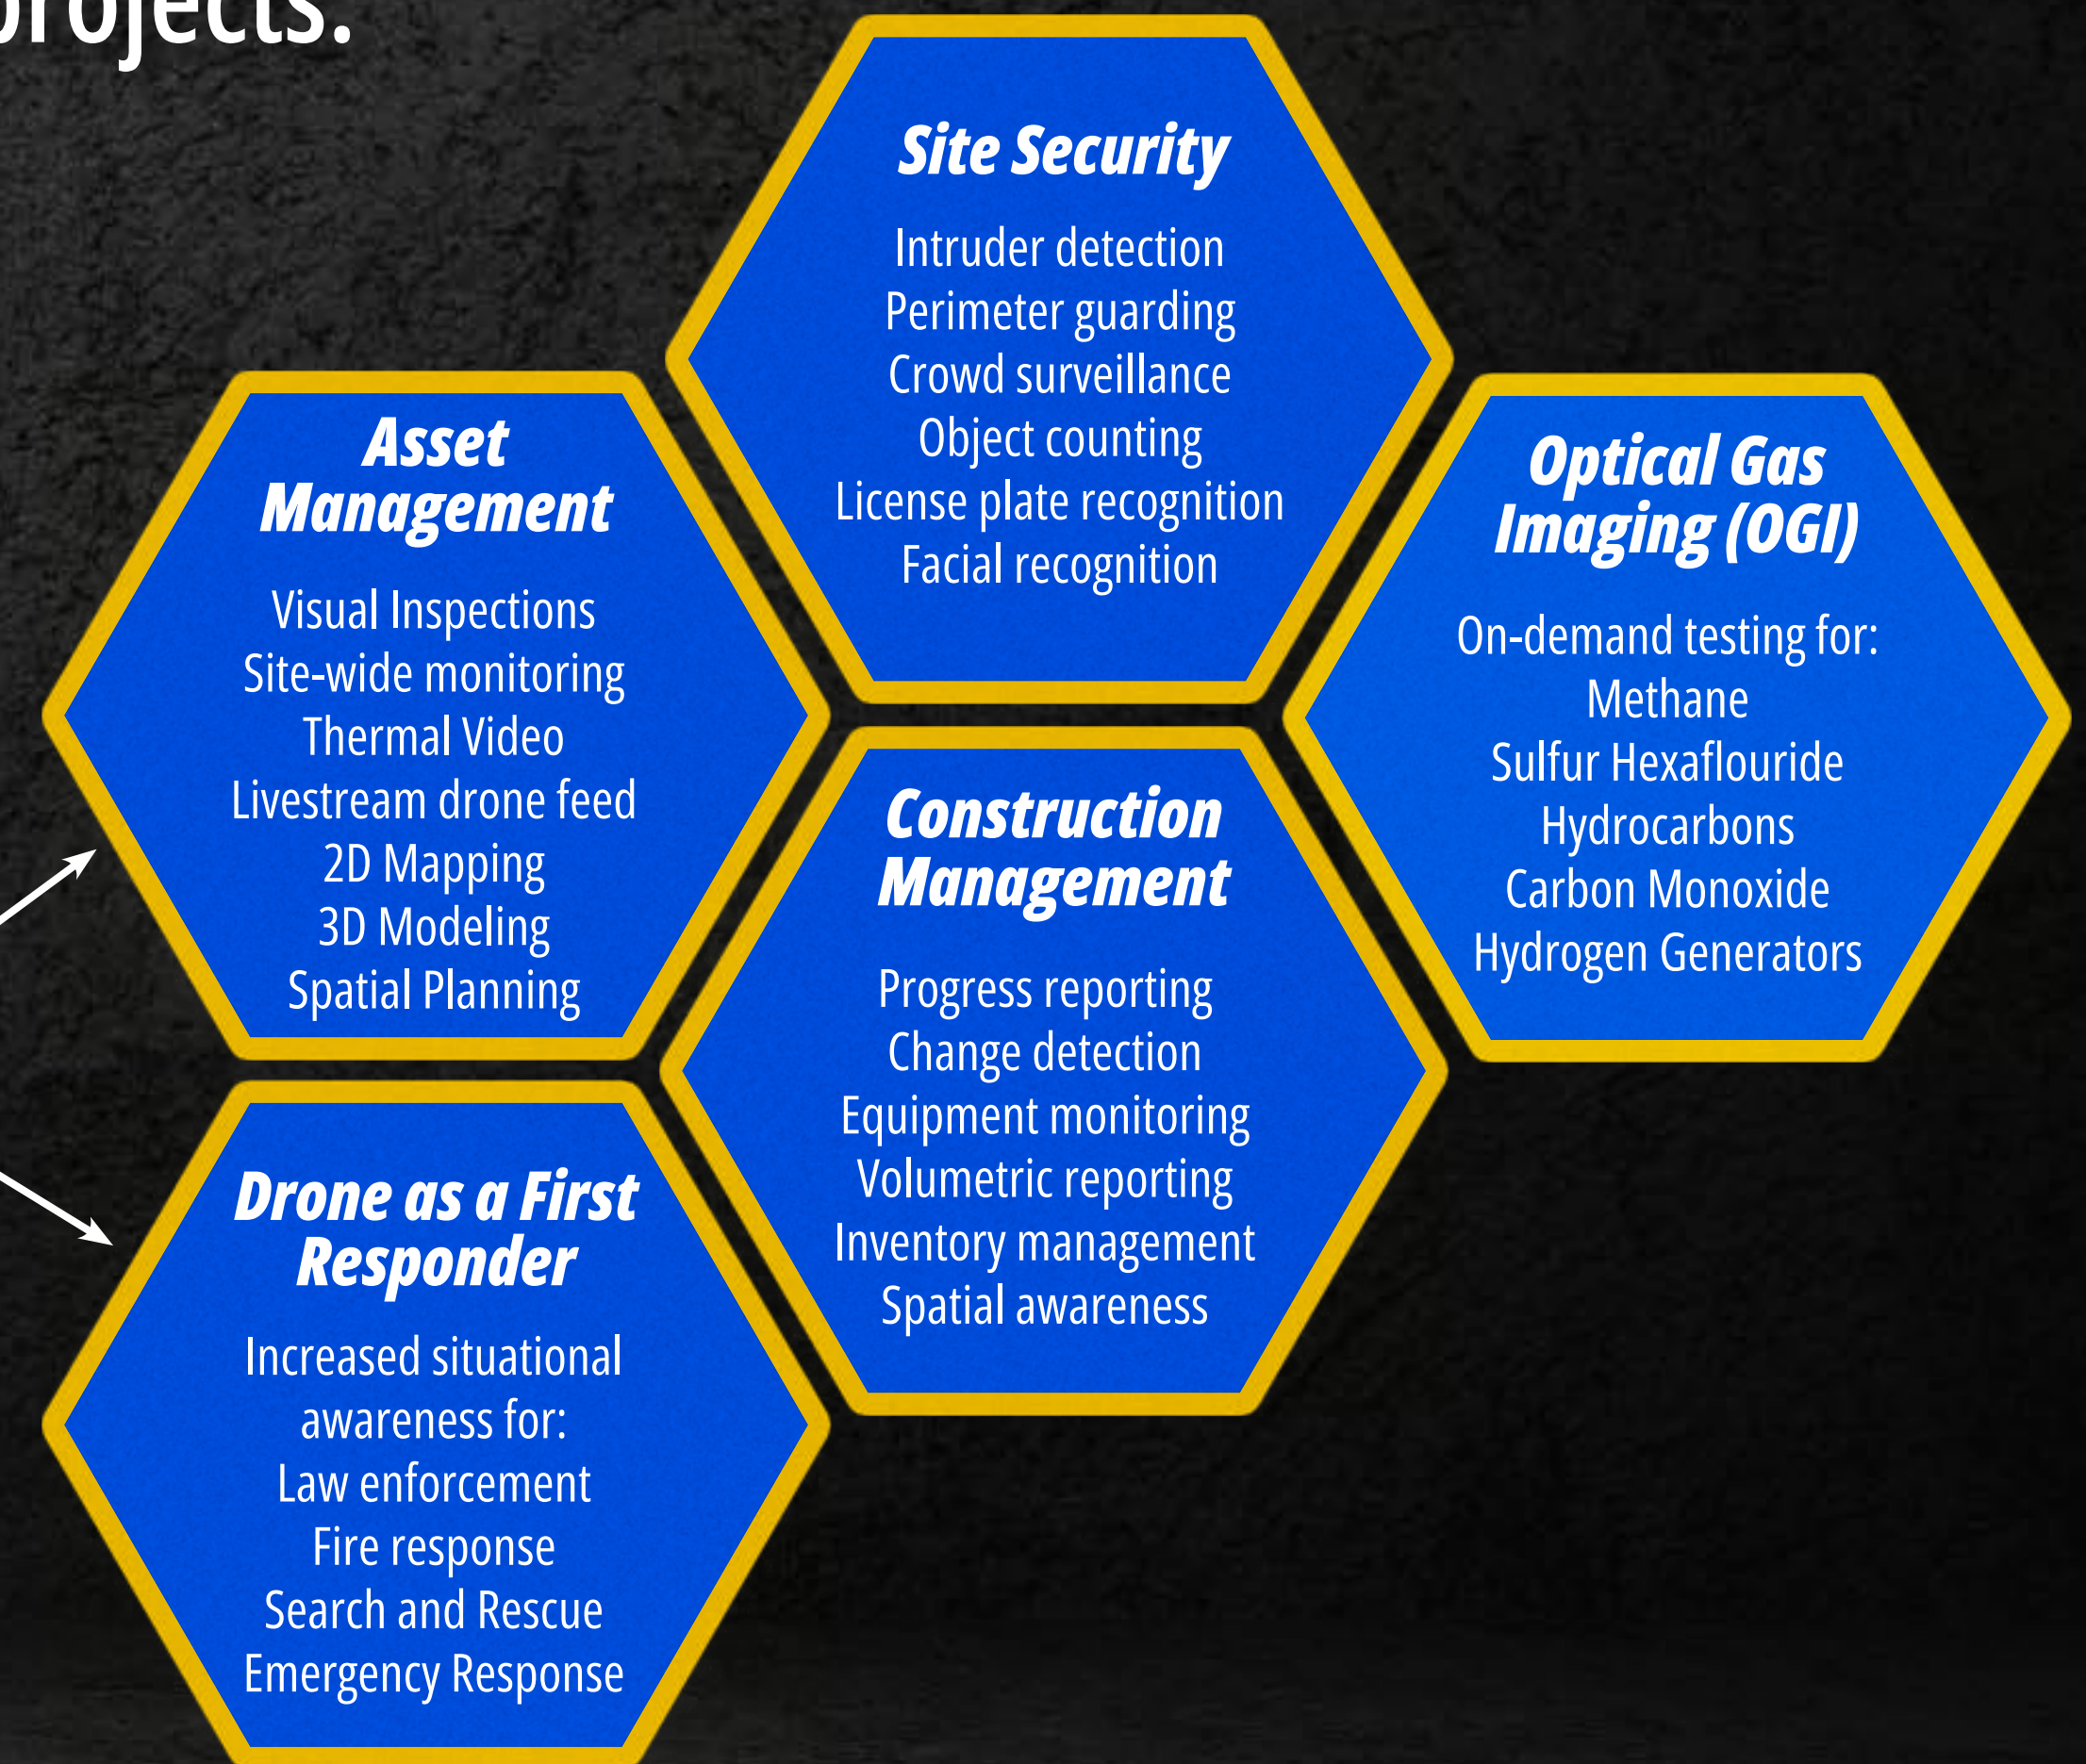 projects.
Site Security
Intruder detection
Perimeter guarding
Crowd surveillance
Object counting
License plate recognition
Facial recognition
Asset
Management
Visual Inspections
Site-wide monitoring
Thermal Video
Livestream drone feed
2D Mapping
3D Modeling
Spatial Planning
Optical Gas
Imaging (OGI)
On-demand testing for:
Methane
Sulfur Hexaflouride
Hydrocarbons
Carbon Monoxide
Hydrogen Generators
Construction
Management
Progress reporting
Change detection
Equipment monitoring
Volumetric reporting
Inventory management
Spatial awareness
Drone as a First
Responder
Increased situational
awareness for:
Law enforcement
Fire response
Search and Rescue
Emergency Response